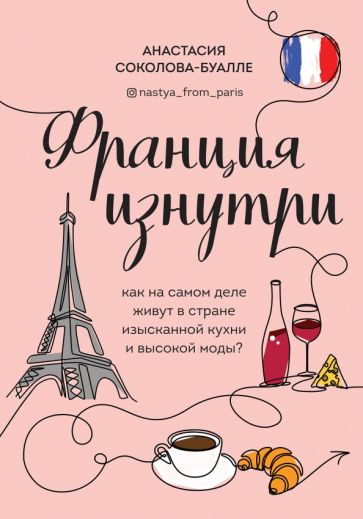 АНАСТАСИЯ
СОКОЛОВА-БУАЛЛЕ
nastya_from_paris
Франция
изнутри
как на самом деле
живут в стране
изысканной кухни
и высокой моды?